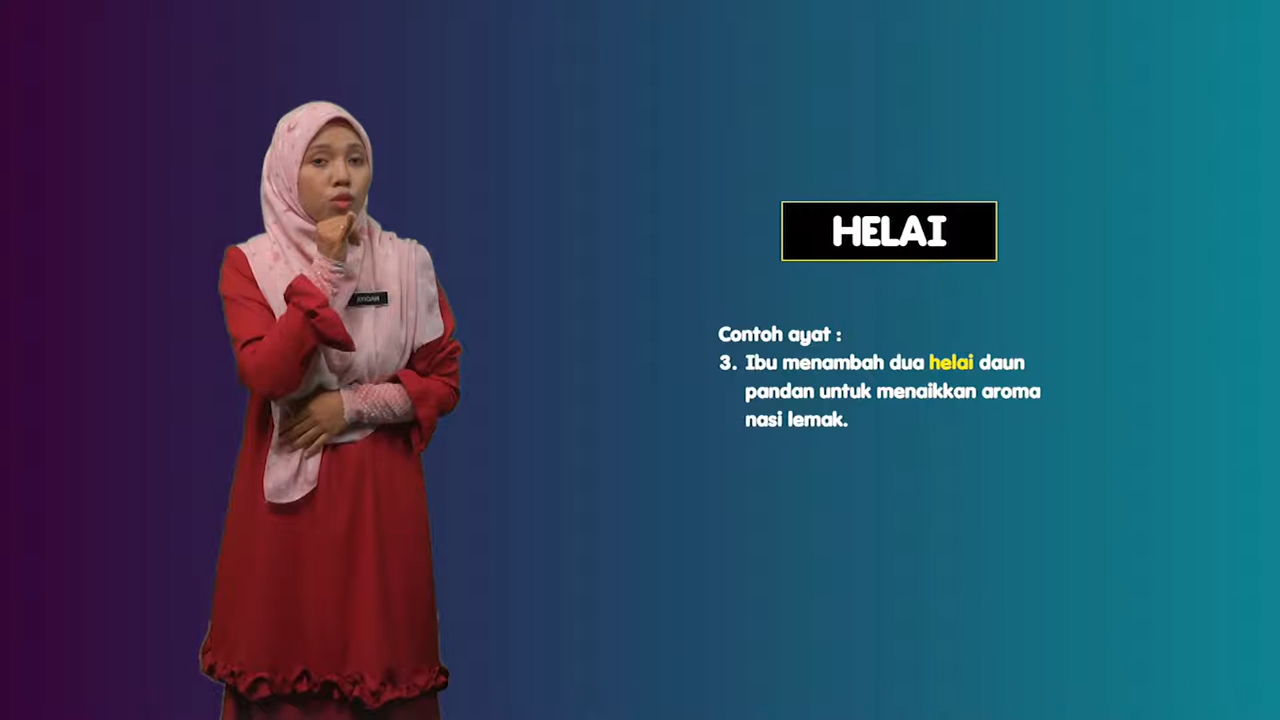 HELAI
Contoh ayat :
3. Ibu menambah dua helai daun
pandan untuk menaikkan aroma
nasi lemak.